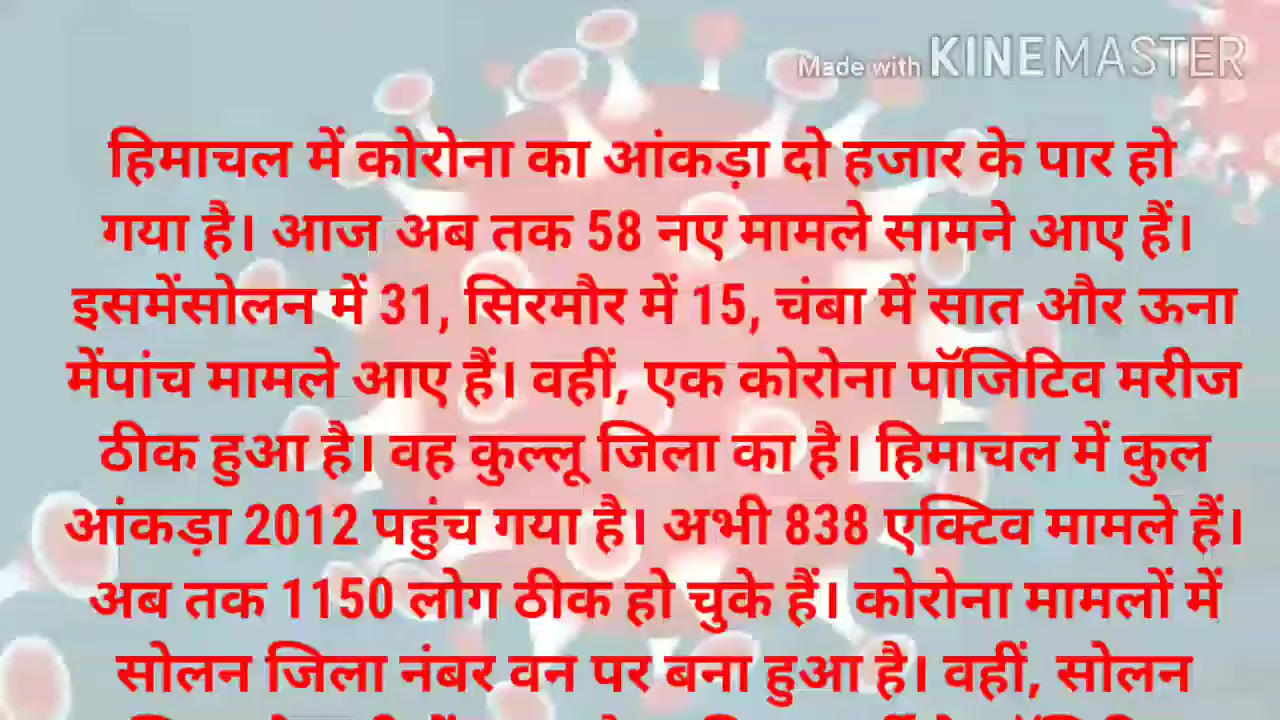 Made with KINEMASTER
हिमाचल में कोरोना का आंकड़ा दो हजार के पार हो
गया है। आज अब तक 58 नए मामले सामने आए हैं।
इसमेंसोलन में 31, सिरमौर में 15, चंबा में सात और ऊना
मेंपांच मामले आए हैं। वहीं, एक कोरोना पॉजिटिव मरीज
ठीक हुआ है। वह कुल्लू जिला का है। हिमाचल में कुल
आंकड़ा 2012 पहुंच गया है। अभी 838 एक्टिव मामले हैं।
अब तक 1150 लोग ठीक हो चुके हैं। कोरोना मामलों में
सोलन जिला नंबर वन पर बना हुआ है। वहीं, सोलन